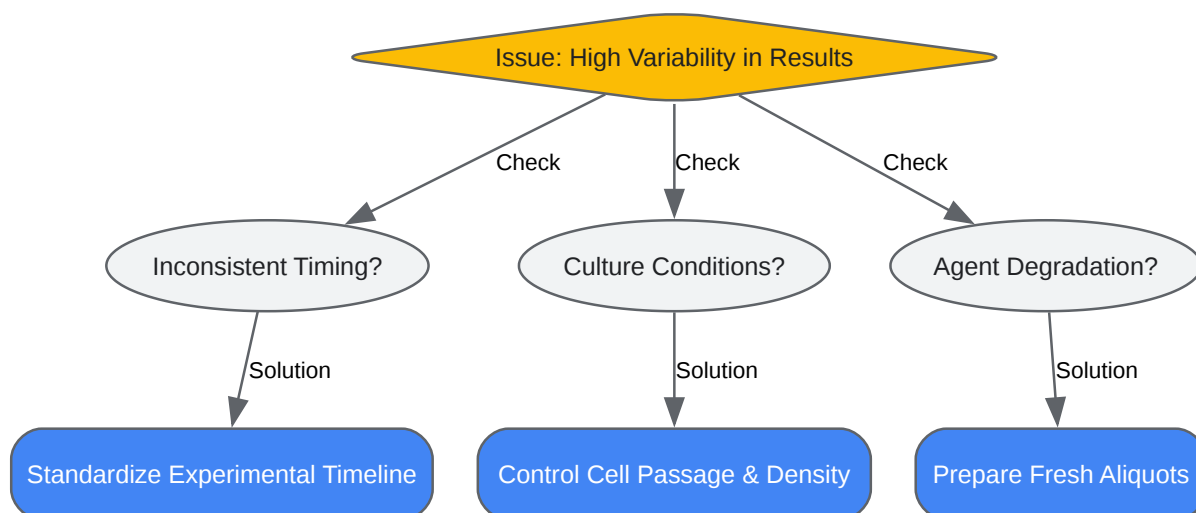 Issue: High Variability in Results
Check
Check
Check
Inconsistent Timing?
Culture Conditions?
Agent Degradation?
Solution
Solution
Solution
Standardize Experimental Timeline
Control Cell Passage & Density
Prepare Fresh Aliquots